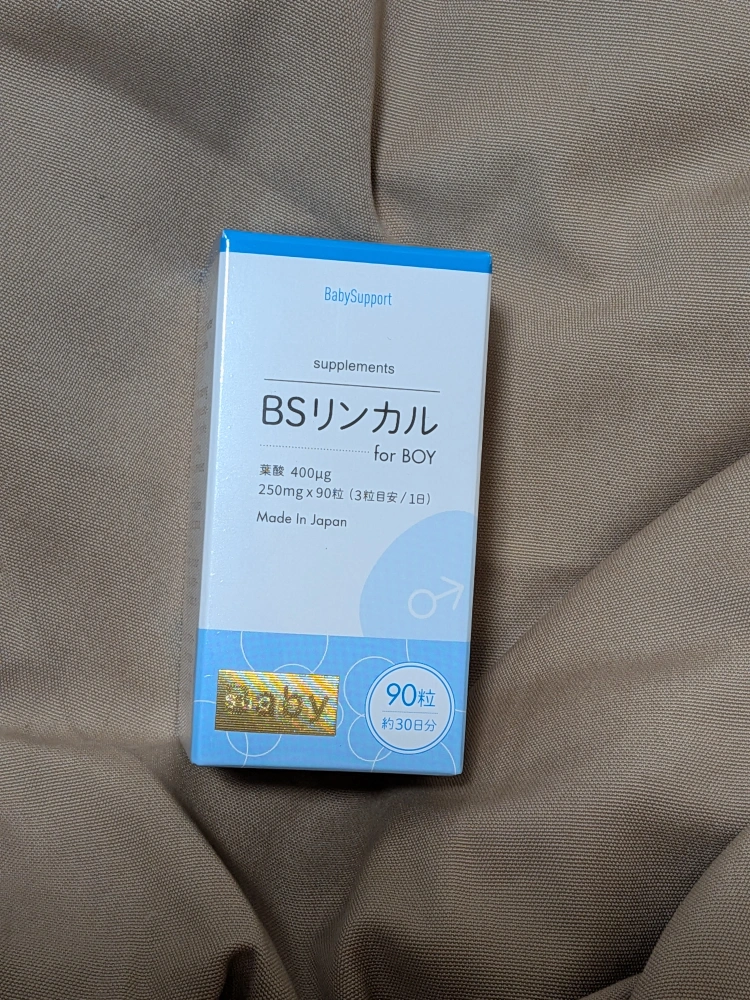 BabySupport
supplements
BSリンカル
for BOY
葉酸 400μg
250mg x 90粒 (3粒目安/1日)
Made In Japan
90粒
約30日分
baby